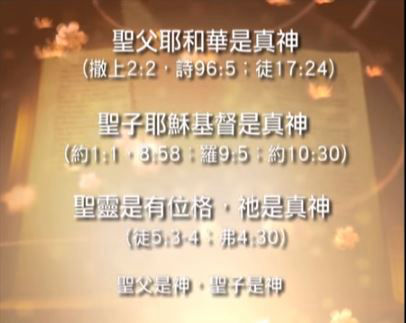 聖父耶和華是真神
（撒上2:2，詩96:5；徒17:24）
聖子耶穌基督是真神
（約1:1，8:58；羅9:5；約10:30）
聖靈是有位格，祂是真神
（徒5:3-4；弗4:30）
聖父是神，聖子是神